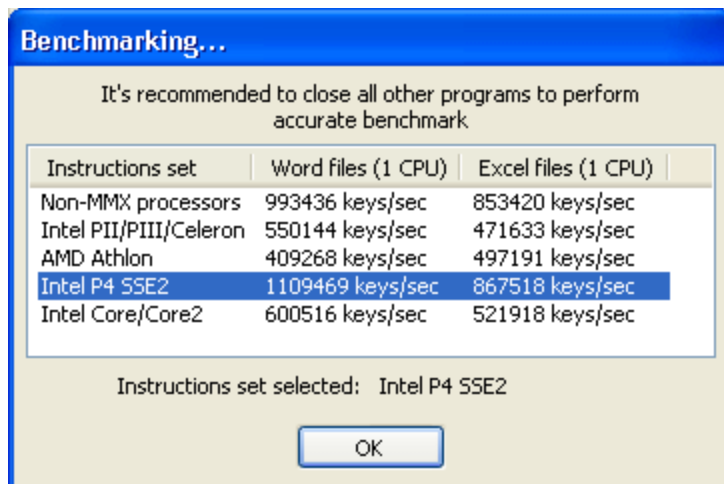 Benchmarking...
It's recommended to close all other programs to perform
accurate benchmark
Instructions set Word files (1 CPU) Excel files (1 CPU)
Non-MMX processors 993436 keys/sec 853420 keys/sec
Intel PII/PIII/Celeron 550144 keys/sec 471633 keys/sec
AMD Athlon 409268 keys/sec 497191 keys/sec
Intel P4 SSE2 1109469 keys/sec 867518 keys/sec
Intel Core/Core2 600516 keys/sec 521918 keys/sec
Instructions set selected: Intel P4 SSE2
OK